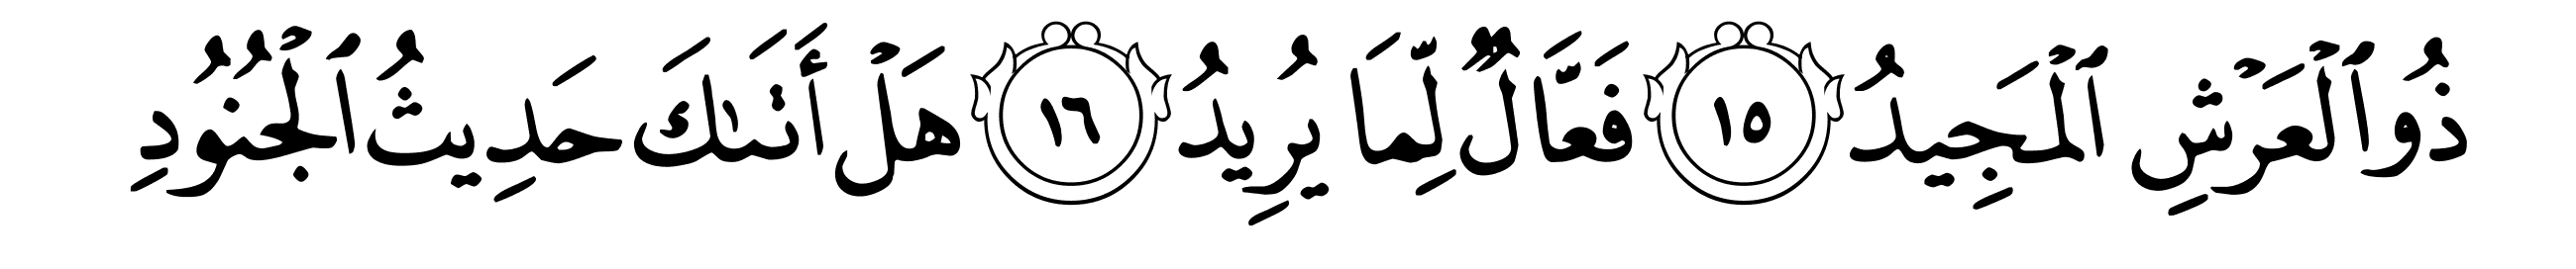 ذُو ٱلْعَرْشِ ٱلْمَجِيدُ ١٥ فَعَّالٌ لِّمَا يُرِيدُ ١٦ هَلْ أَتَىٰكَ حَدِيثُ ٱلْجُنُودِ